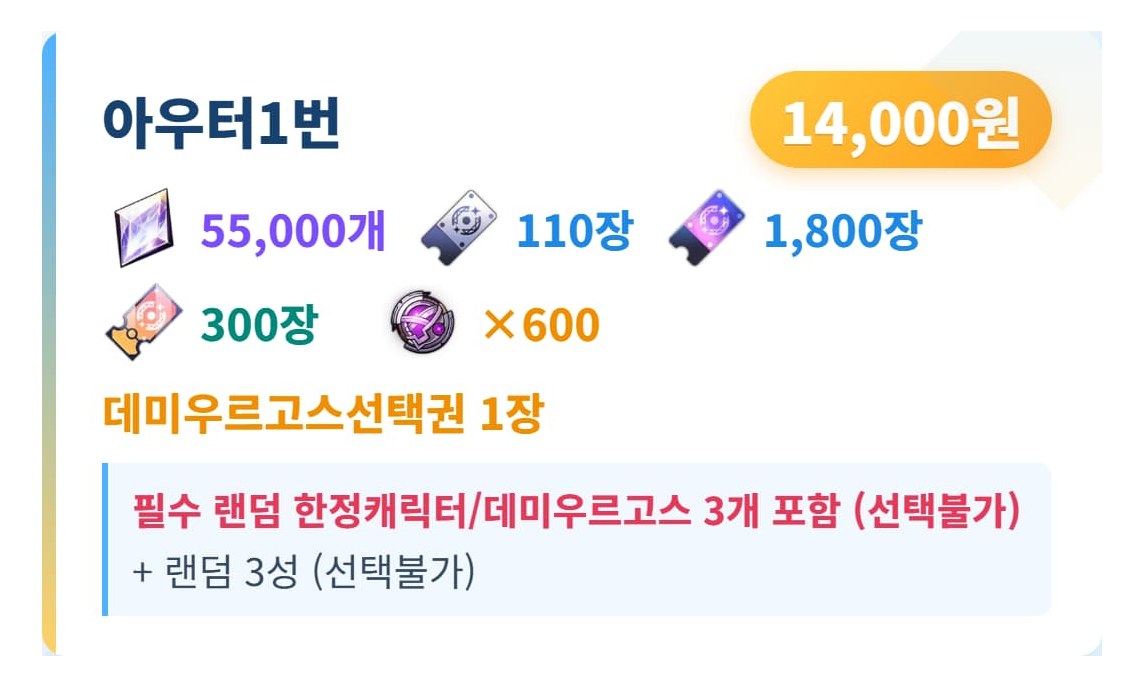 아우터1번
14,000원
55,000개 110장 1,800장
300장 ×600
데미우르고스선택권 1장
필수 랜덤 한정캐릭터/데미우르고스 3개 포함 (선택불가)
+ 랜덤 3성 (선택불가)